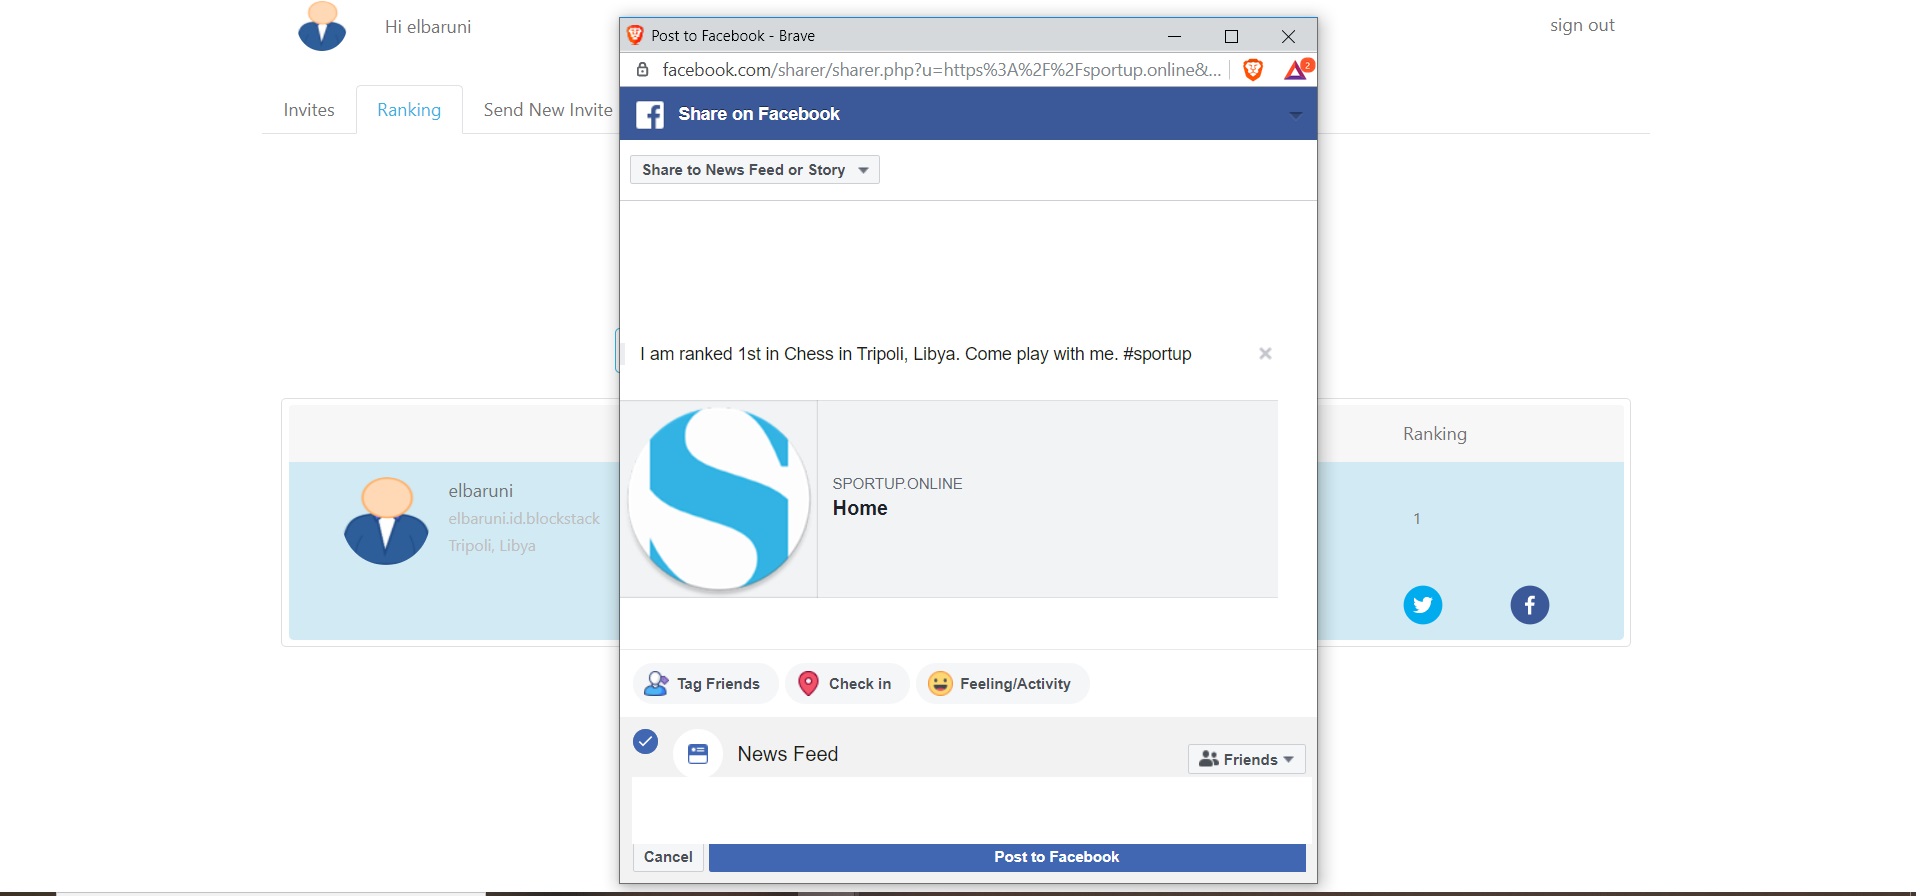 Hi elbaruni
sign out
Invites
Ranking
Send New Invite
Post to Facebook - Brave
facebook.com/sharer/sharer.php?u=https%3A%2F%2Fsportup.online&...
2
Share on Facebook
Share to News Feed or Story
I am ranked 1st in Chess in Tripoli, Libya. Come play with me. #sportup
SPORTUP.ONLINE
Home
Ranking
elbaruni
elbaruni.id.blockstack
Tripoli, Libya
1
Tag Friends
Check in
Feeling/Activity
News Feed
Friends
Cancel
Post to Facebook